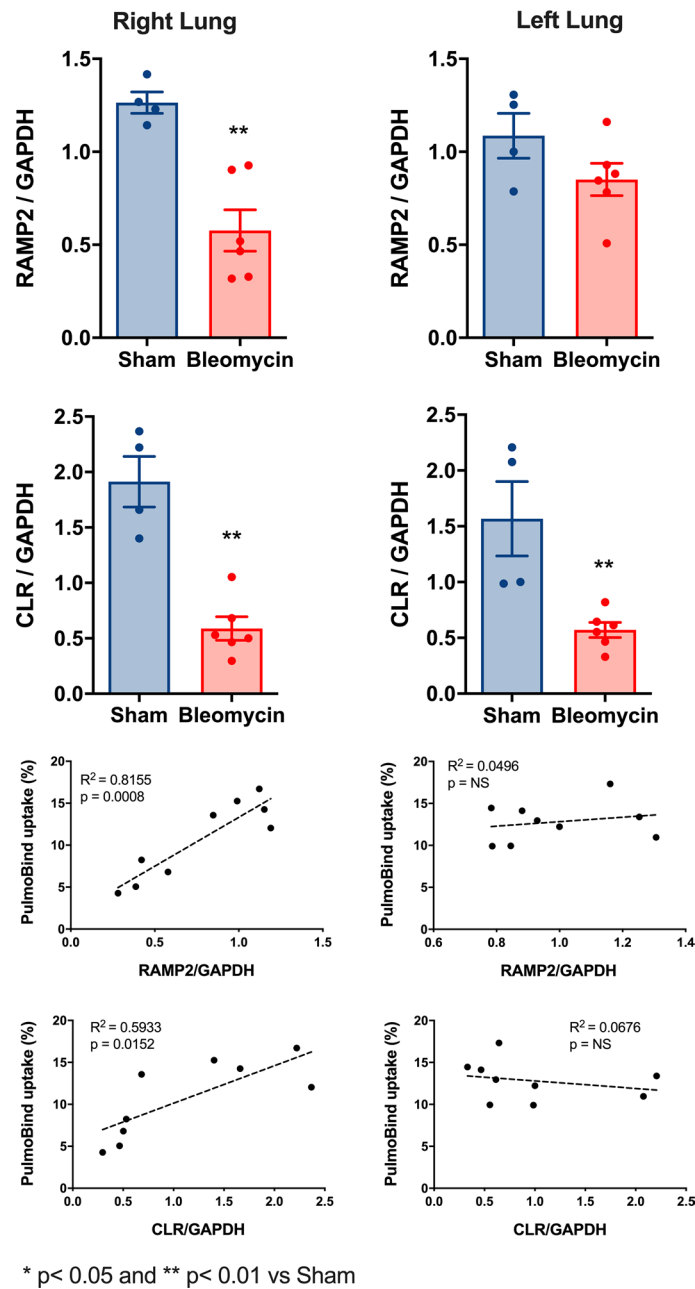 Right Lung
Left Lung
RAMP2 / GAPDH
1.5
1.0
0.5
0.0
**
Sham Bleomycin
RAMP2 / GAPDH
1.5
1.0
0.5
0.0
Sham Bleomycin
CLR / GAPDH
2.5
2.0
1.5
1.0
0.5
0.0
**
Sham Bleomycin
CLR / GAPDH
2.5
2.0
1.5
1.0
0.5
0.0
**
Sham Bleomycin
PulmoBind uptake (%)
20
15
10
5
0
R² = 0.8155
p = 0.0008
0.0 0.5 1.0 1.5
RAMP2/GAPDH
PulmoBind uptake (%)
20
15
10
5
0
R² = 0.0496
p = NS
0.6 0.8 1.0 1.2 1.4
RAMP2/GAPDH
PulmoBind uptake (%)
20
15
10
5
0
R² = 0.5933
p = 0.0152
0.0 0.5 1.0 1.5 2.0 2.5
CLR/GAPDH
PulmoBind uptake (%)
20
15
10
5
0
R² = 0.0676
p = NS
0.0 0.5 1.0 1.5 2.0 2.5
CLR/GAPDH
* p< 0.05 and ** p< 0.01 vs Sham